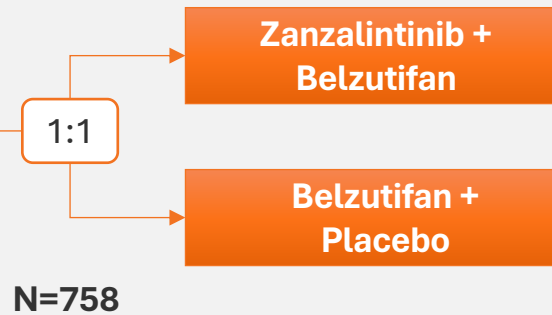 Zanzalintinib +
Belzutifan
1:1
Belzutifan +
Placebo
N=758